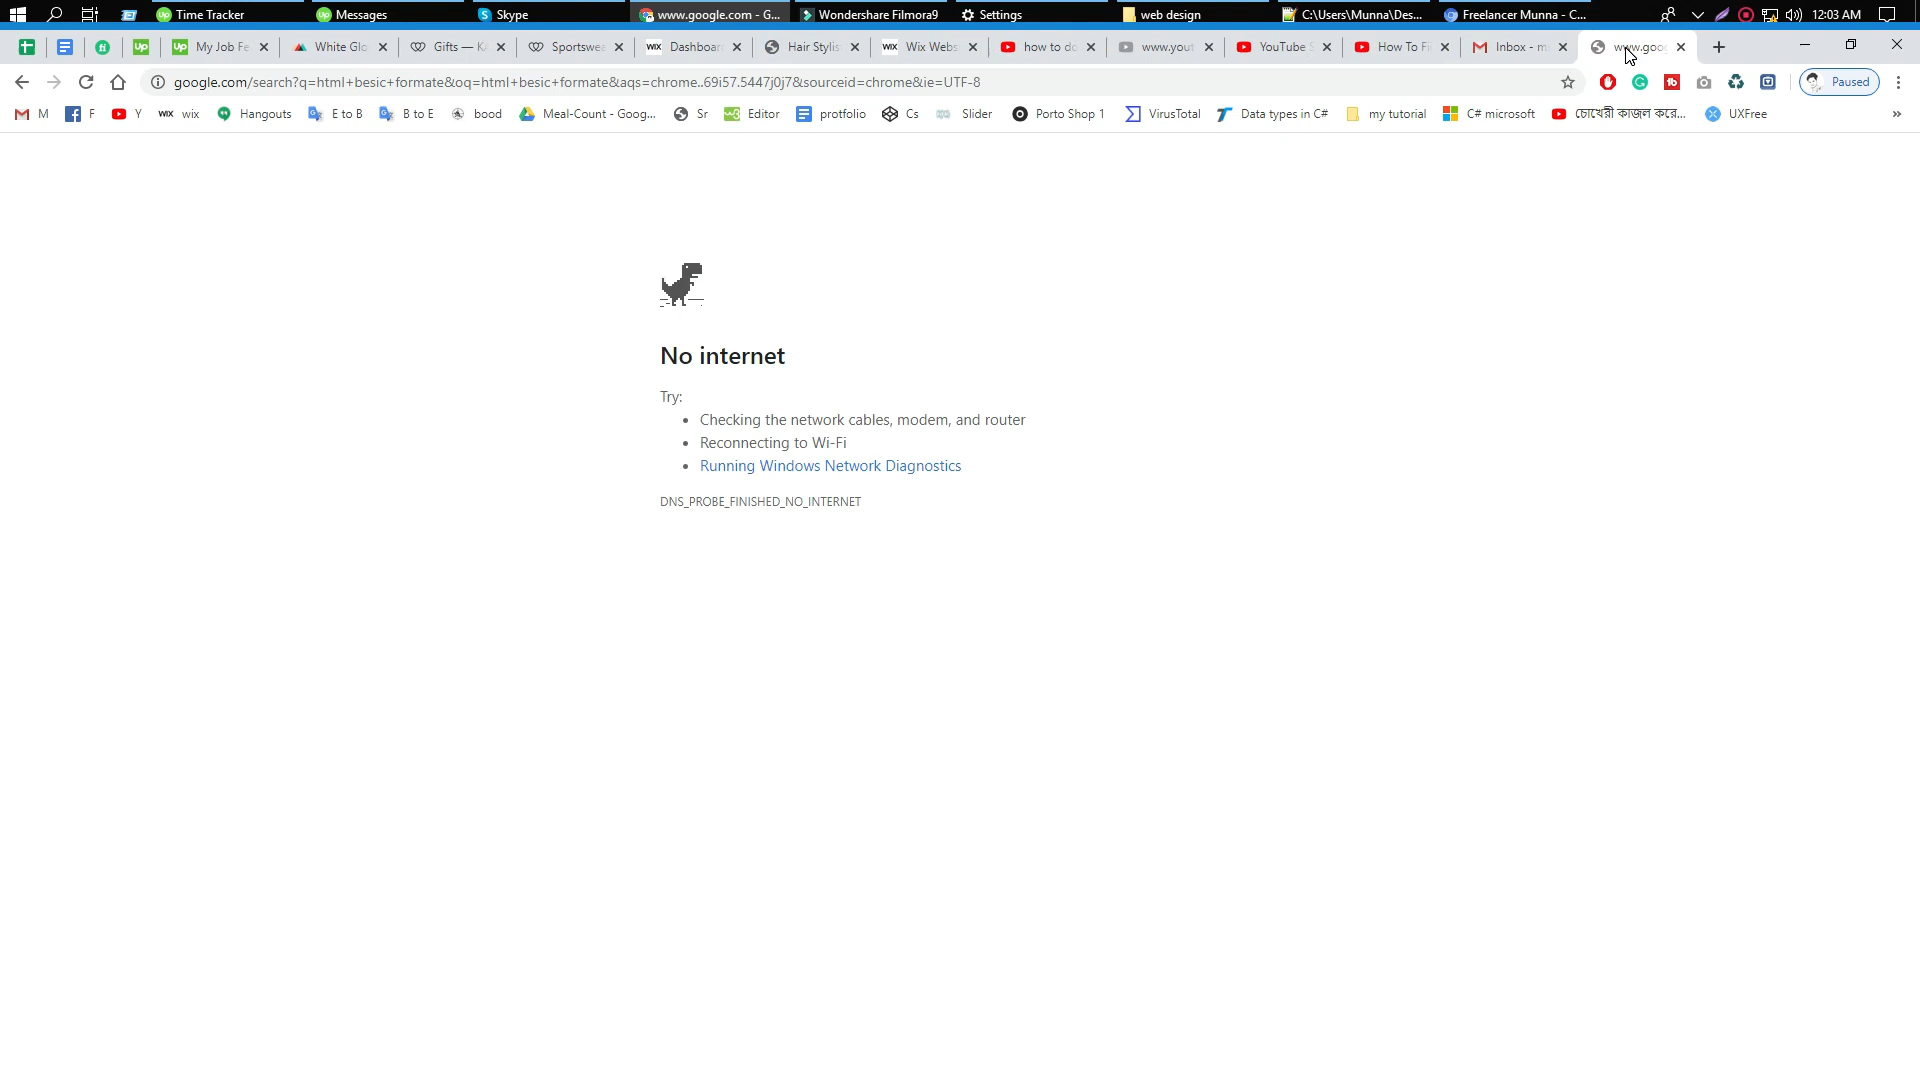 Time Tracker Messages Skype www.google.com - G... Wondershare Filmora9 Settings web design C:\Users\Munna\Des... Freelancer Munna - C... 12:03 AM
My Job Fe White Glo Gifts — K Sportswea Dashboar Hair Stylis Wix Webs how to do www.yout YouTube S How To Fi Inbox - m www.goo
google.com/search?q=html+besic+formate&oq=html+besic+formate&aqs=chrome..69i57.5447j0j7&sourceid=chrome&ie=UTF-8 Paused
M F Y wix Hangouts E to B B to E bood Meal-Count - Goog... Sr Editor protfolio Cs Slider Porto Shop 1 VirusTotal Data types in C# my tutorial C# microsoft চোখেরী কাজল করে... UXFree »
No internet
Try:
• Checking the network cables, modem, and router
• Reconnecting to Wi-Fi
• Running Windows Network Diagnostics
DNS_PROBE_FINISHED_NO_INTERNET